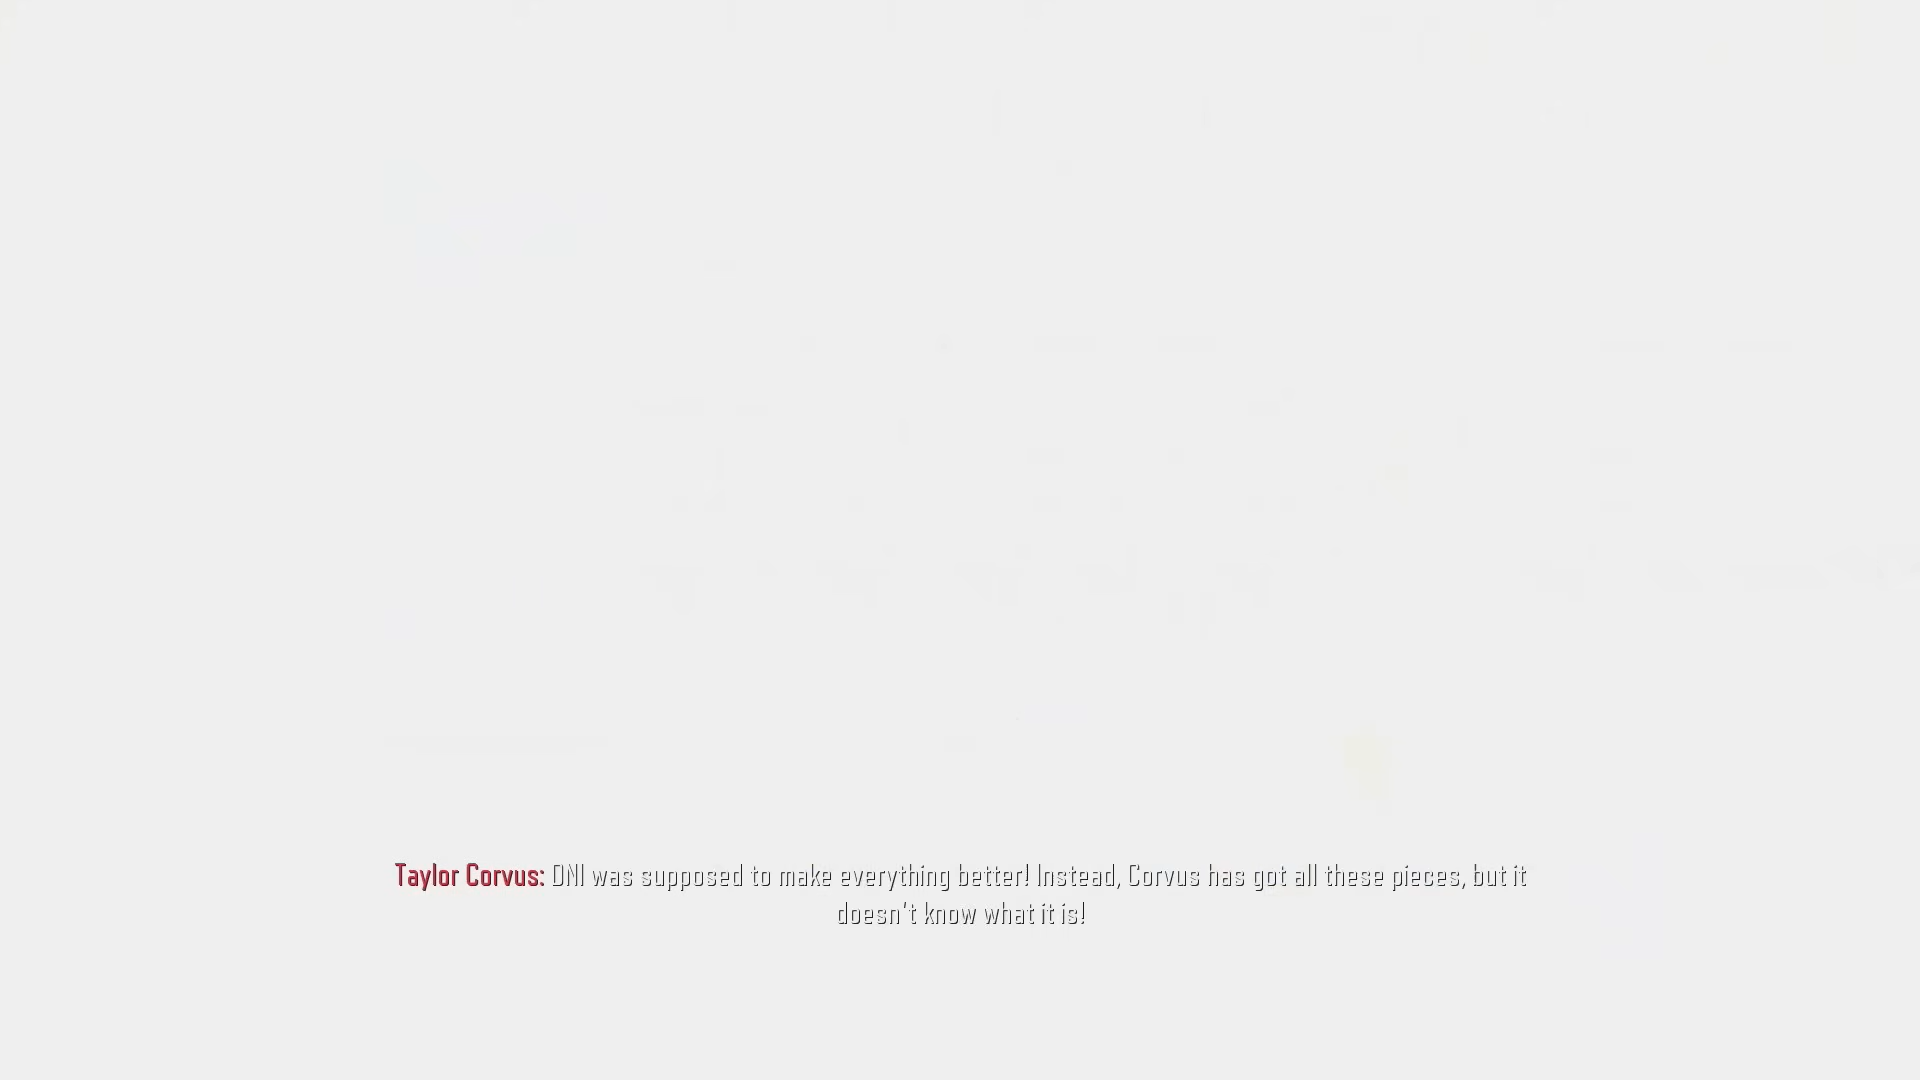 Taylor Corvus: DNI was supposed to make everything better! Instead, Corvus has got all these pieces, but it
doesn't know what it is!